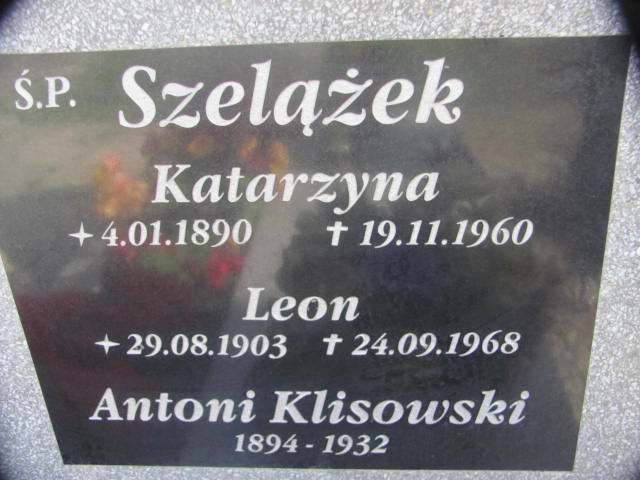 Ś.P. Szelążek
Katarzyna
4.01.1890 ✝ 19.11.1960
Leon
29.08.1903 ✝ 24.09.1968
Antoni Klisowski
1894 - 1932